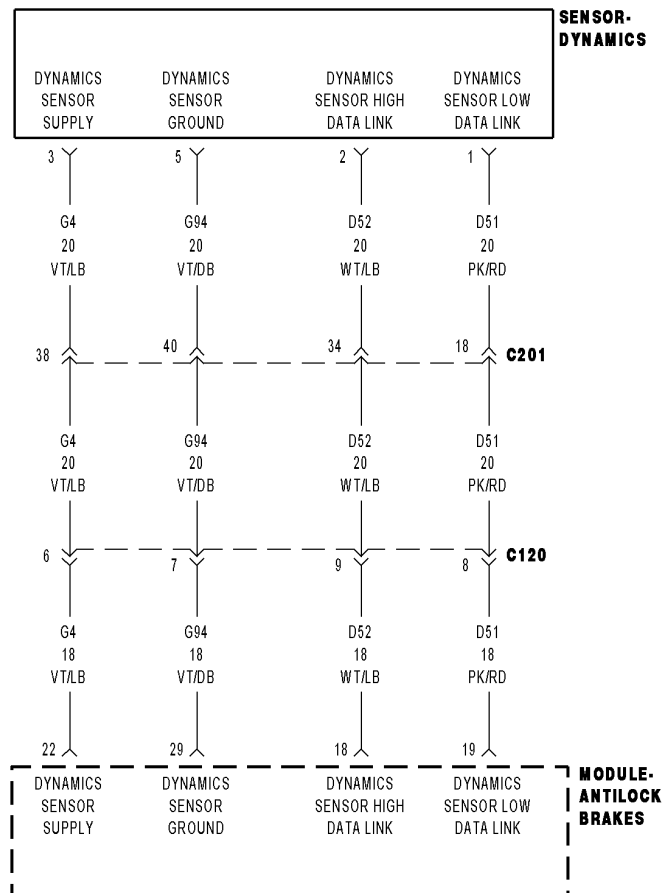 SENSOR-
DYNAMICS
DYNAMICS SENSOR SUPPLY
DYNAMICS SENSOR GROUND
DYNAMICS SENSOR HIGH DATA LINK
DYNAMICS SENSOR LOW DATA LINK
3 5 2 1
G4 G94 D52 D51
20 20 20 20
VT/LB VT/DB WT/LB PK/RD
38 40 34 18 C201
G4 G94 D52 D51
20 20 20 20
VT/LB VT/DB WT/LB PK/RD
6 7 9 8 C120
G4 G94 D52 D51
18 18 18 18
VT/LB VT/DB WT/LB PK/RD
22 29 18 19
DYNAMICS SENSOR SUPPLY
DYNAMICS SENSOR GROUND
DYNAMICS SENSOR HIGH DATA LINK
DYNAMICS SENSOR LOW DATA LINK
MODULE-
ANTILOCK
BRAKES